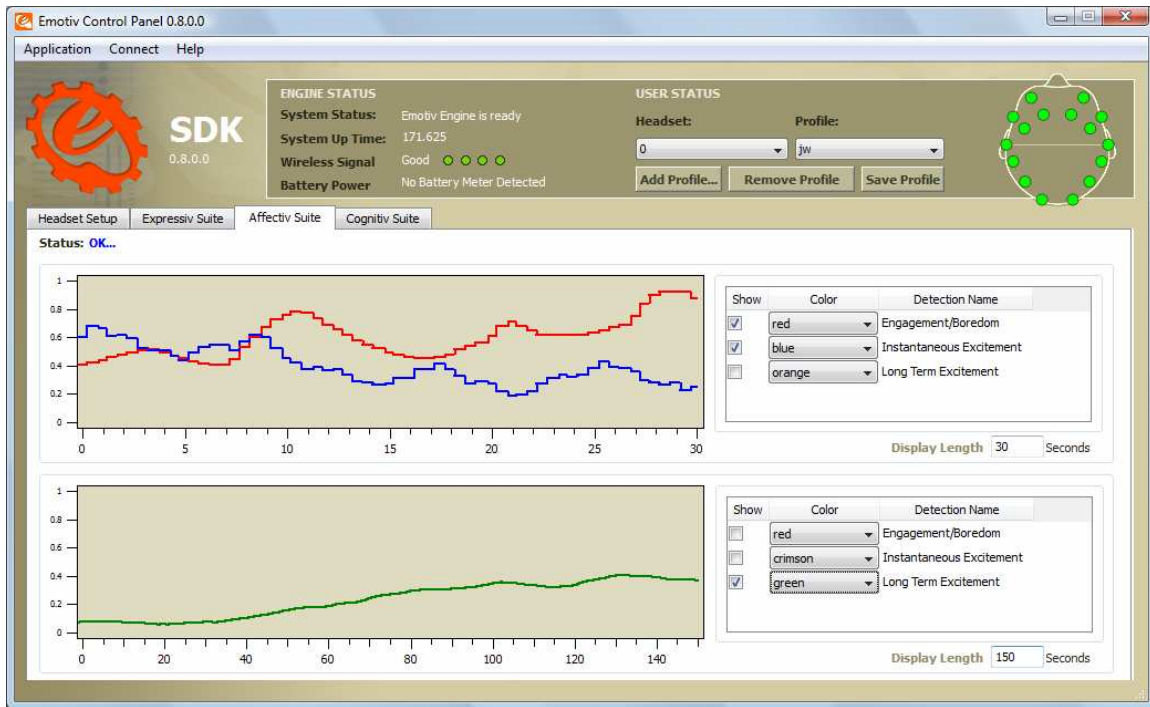 Emotiv Control Panel 0.8.0.0
Application Connect Help
emotiv
SDK
0.8.0.0
ENGINE STATUS
System Status: Emotiv Engine is ready
System Up Time: 171.625
Wireless Signal Good
Battery Power No Battery Meter Detected
USER STATUS
Headset: Profile:
0 jw
Add Profile... Remove Profile Save Profile
Headset Setup Expressiv Suite Affectiv Suite Cognitiv Suite
Status: OK...
1
0.8
0.6
0.4
0.2
0
0 5 10 15 20 25 30
Show Color Detection Name
red Engagement/Boredom
blue Instantaneous Excitement
orange Long Term Excitement
Display Length 30 Seconds
1
0.8
0.6
0.4
0.2
0
0 20 40 60 80 100 120 140
Show Color Detection Name
red Engagement/Boredom
crimson Instantaneous Excitement
green Long Term Excitement
Display Length 150 Seconds